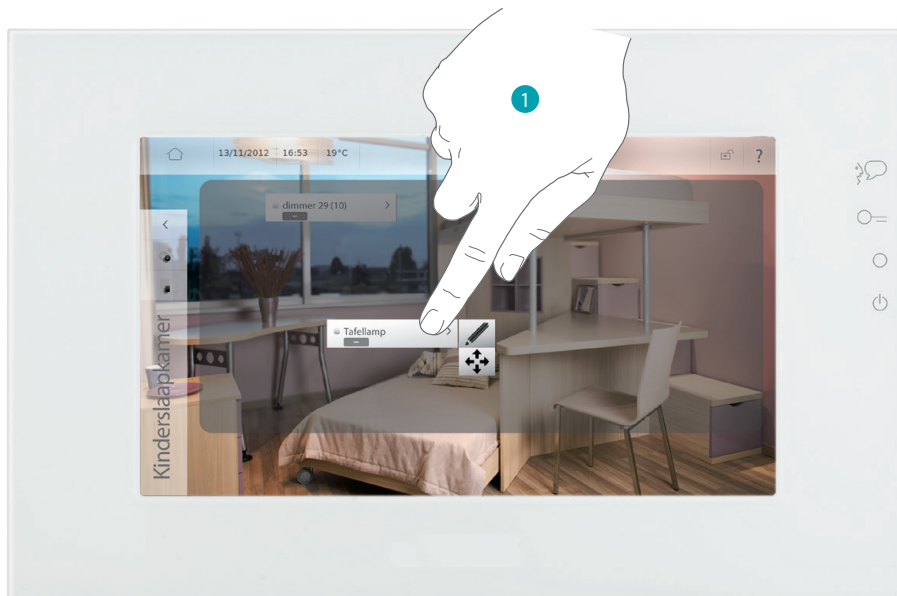 1
13/11/2012 16:53 19°C ?
dimmer 29 (10)
Tafellamp
Kinderslaapkamer